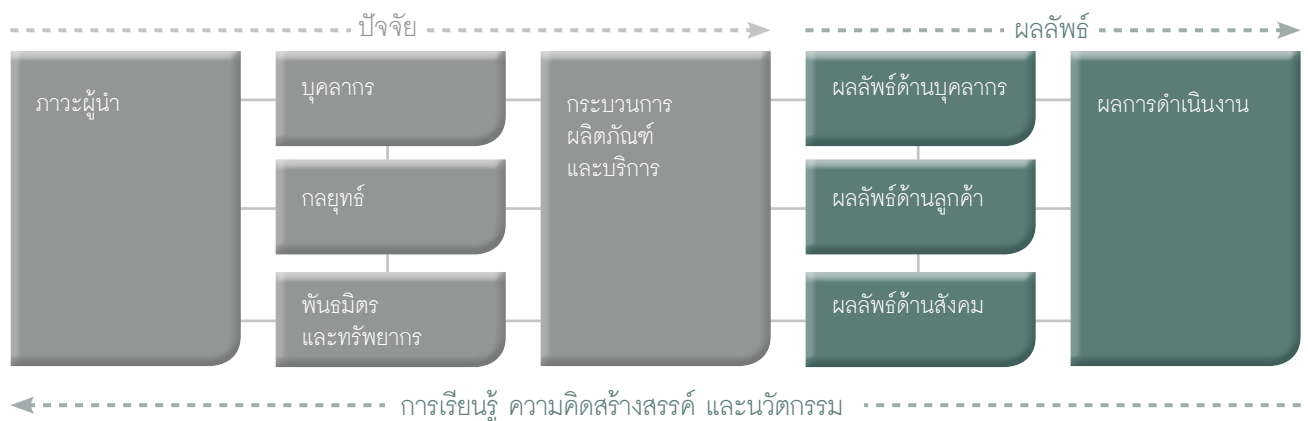 ปัจจัย
ผลลัพธ์
ภาวะผู้นำ
บุคลากร
กลยุทธ์
พันธมิตร
และทรัพยากร
กระบวนการ
ผลิตภัณฑ์
และบริการ
ผลลัพธ์ด้านบุคลากร
ผลลัพธ์ด้านลูกค้า
ผลลัพธ์ด้านสังคม
ผลการดำเนินงาน
การเรียนรู้ ความคิดสร้างสรรค์ และนวัตกรรม